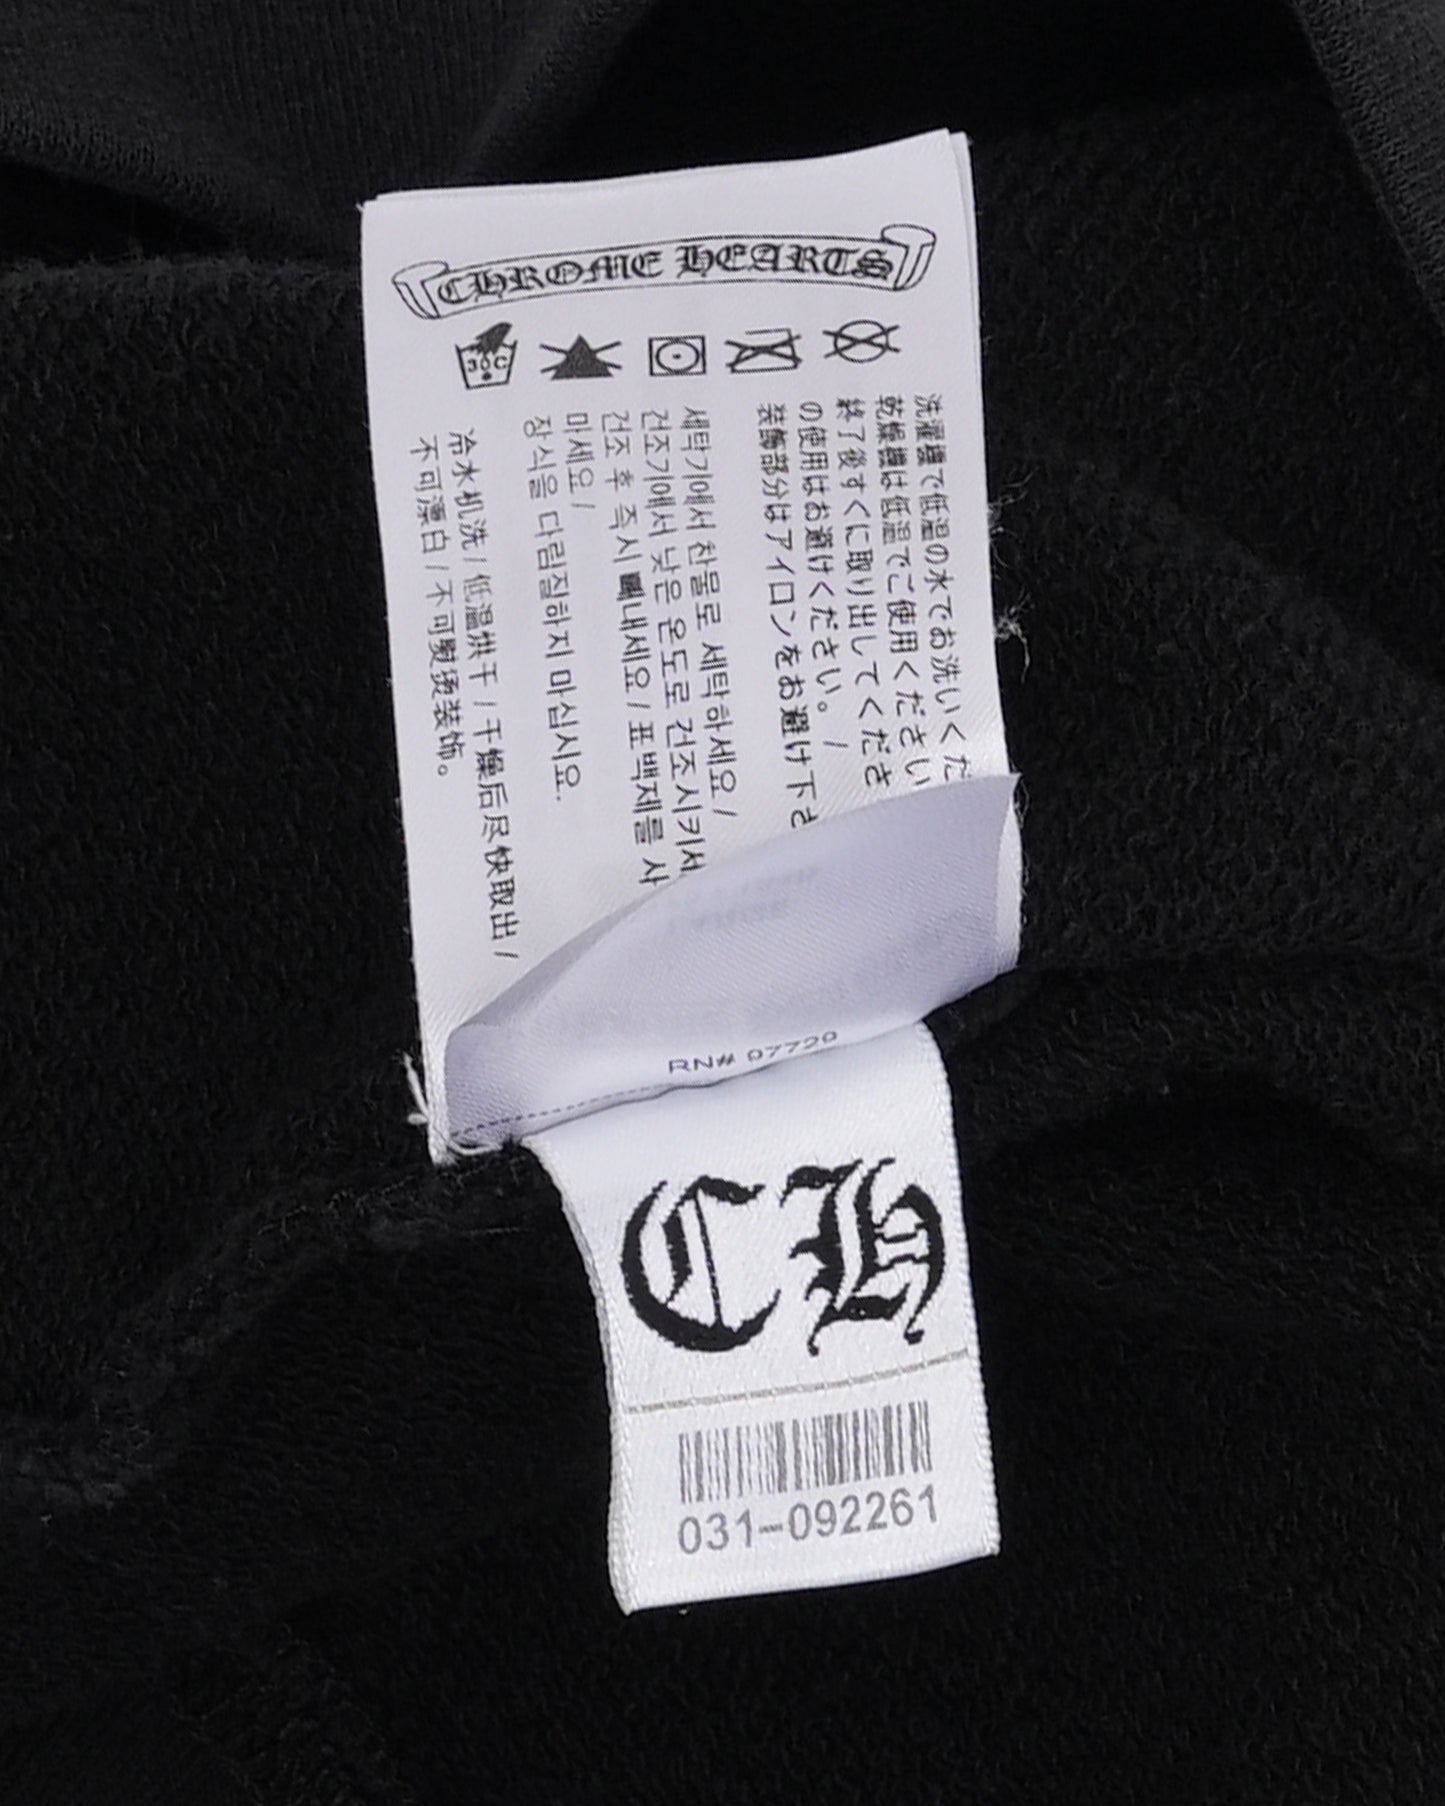 CHROME HEARTS
30C
洗濯機で低温の水でお洗いくだ
乾燥機は低温でご使用ください
終了後すぐに取り出してくださ
の使用はお避けください。 /
装飾部分はアイロンをお避け下さ
세탁기에서 찬물로 세탁하세요 /
건조기에서 낮은 온도로 건조시키세
건조 후 즉시 빼내세요 / 표백제를 사
마세요 /
장식을 다림질하지 마십시요.
冷水机洗 / 低温烘干 / 干燥后尽快取出 /
不可漂白 / 不可熨烫装饰。
RN# 97729
CH
031-092261